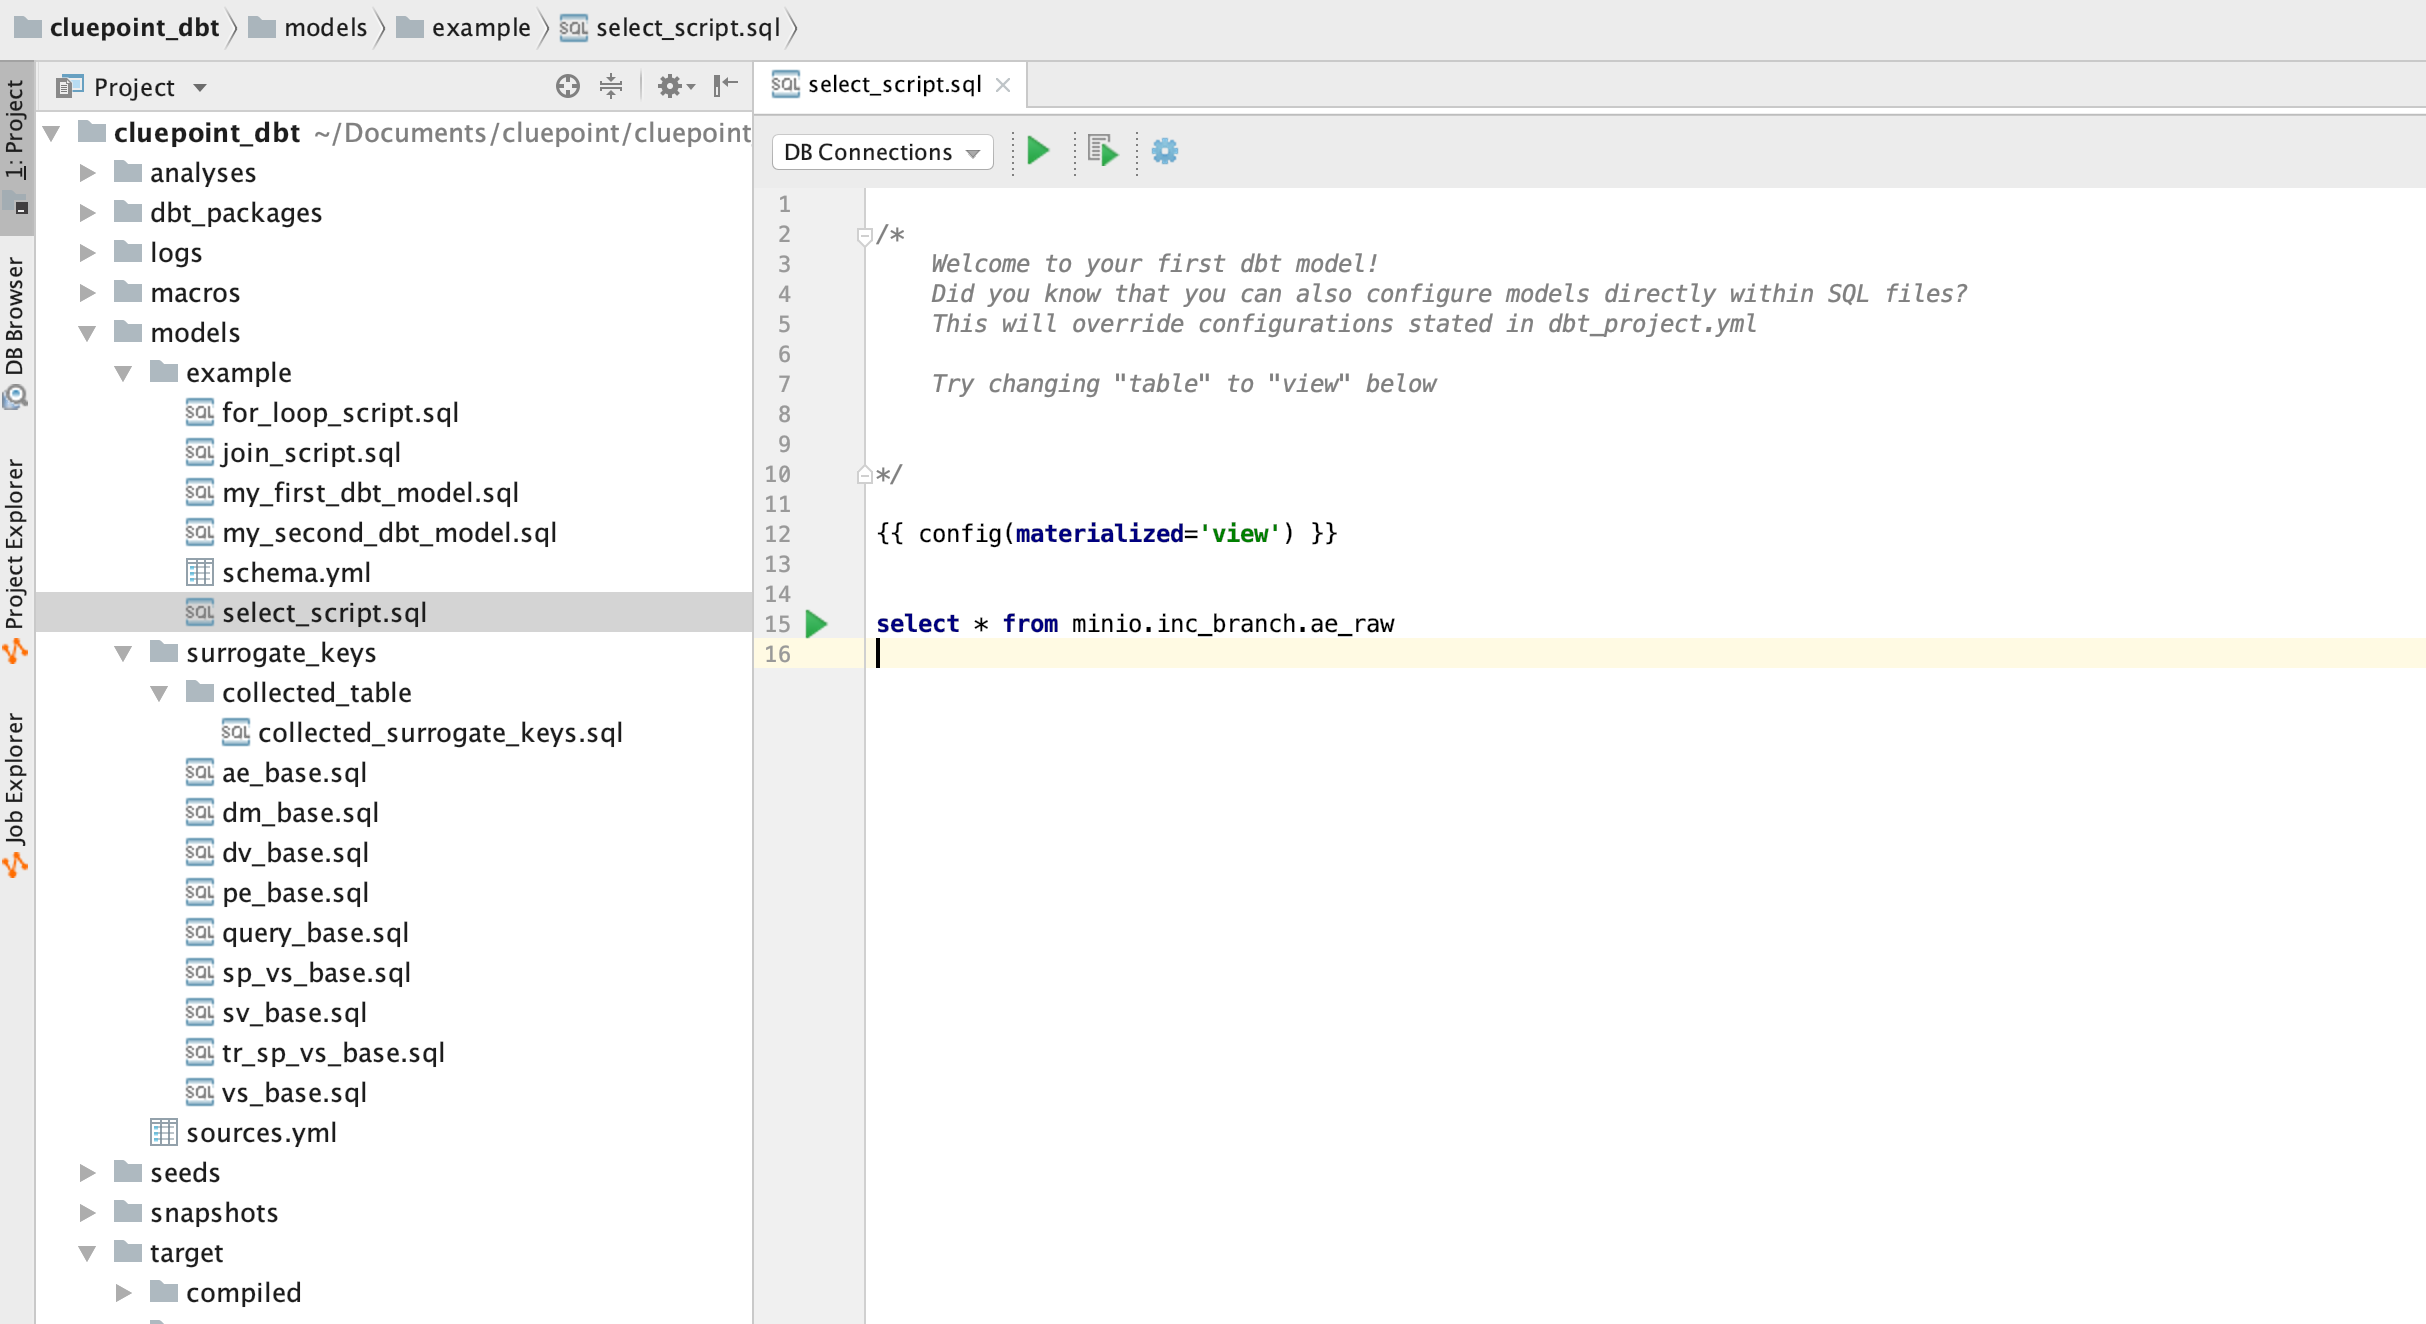 cluepoint_dbt models example select_script.sql
1: Project
DB Browser
Project Explorer
Job Explorer
Project
cluepoint_dbt ~/Documents/cluepoint/cluepoint
analyses
dbt_packages
logs
macros
models
example
for_loop_script.sql
join_script.sql
my_first_dbt_model.sql
my_second_dbt_model.sql
schema.yml
select_script.sql
surrogate_keys
collected_table
collected_surrogate_keys.sql
ae_base.sql
dm_base.sql
dv_base.sql
pe_base.sql
query_base.sql
sp_vs_base.sql
sv_base.sql
tr_sp_vs_base.sql
vs_base.sql
sources.yml
seeds
snapshots
target
compiled
select_script.sql
DB Connections
1
2 /*
3 Welcome to your first dbt model!
4 Did you know that you can also configure models directly within SQL files?
5 This will override configurations stated in dbt_project.yml
6
7 Try changing "table" to "view" below
8
9
10 */
11
12 {{ config(materialized='view') }}
13
14
15 select * from minio.inc_branch.ae_raw
16